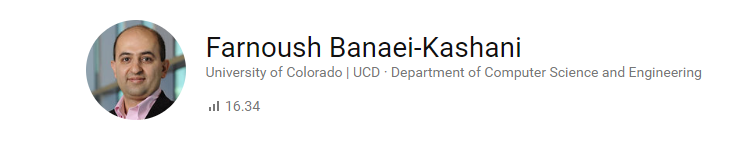 Farnoush Banaei-Kashani
University of Colorado | UCD · Department of Computer Science and Engineering
16.34